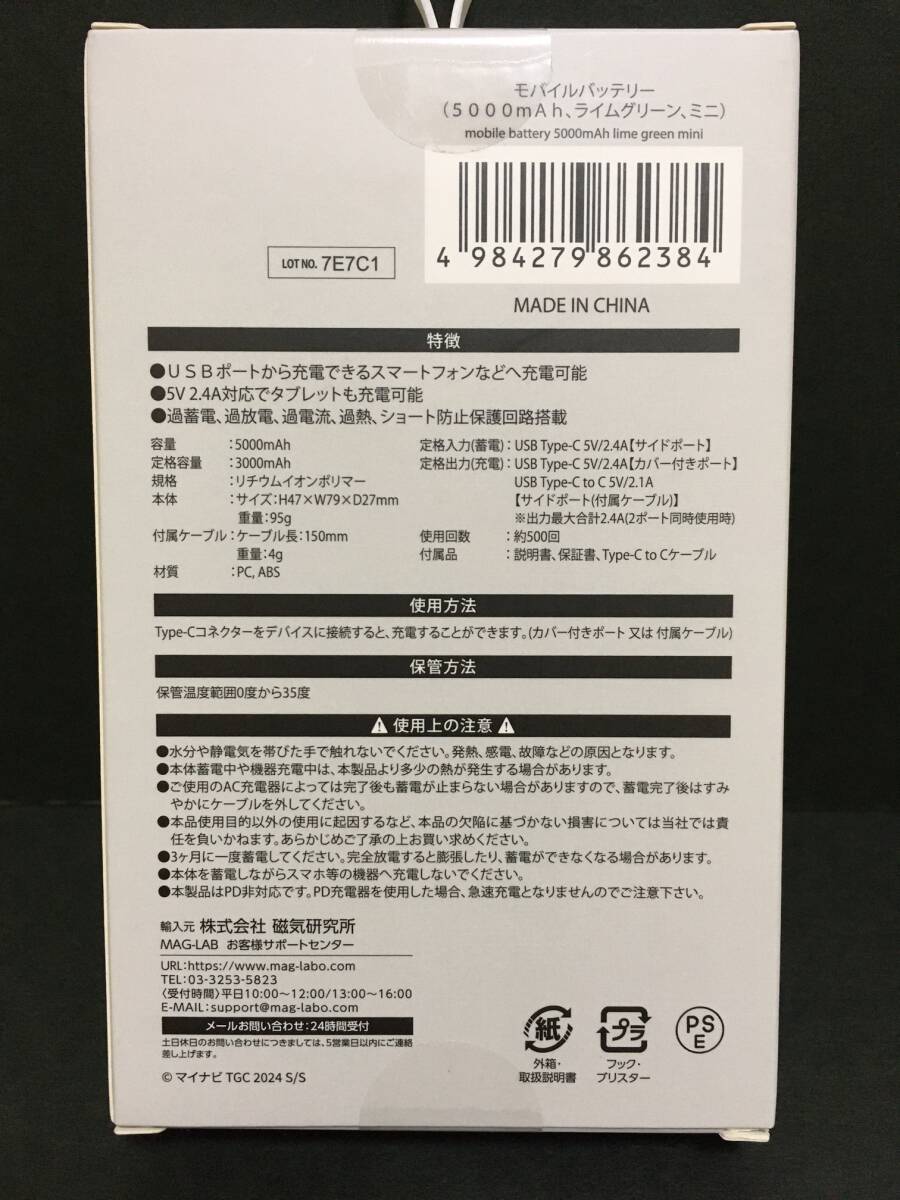 モバイルバッテリー
（５０００ｍＡｈ、ライムグリーン、ミニ）
mobile battery 5000mAh lime green mini
4 984279 862384
LOT NO. 7E7C1
MADE IN CHINA
特徴
●ＵＳＢポートから充電できるスマートフォンなどへ充電可能
●5V 2.4A対応でタブレットも充電可能
●過蓄電、過放電、過電流、過熱、ショート防止保護回路搭載
容量 ：5000mAh
定格容量 ：3000mAh
規格 ：リチウムイオンポリマー
本体 ：サイズ：H47×W79×D27mm
重量：95g
付属ケーブル：ケーブル長：150mm
重量：4g
材質 ：PC, ABS
定格入力(蓄電)：USB Type-C 5V/2.4A【サイドポート】
定格出力(充電)：USB Type-C 5V/2.4A【カバー付きポート】
USB Type-C to C 5V/2.1A
【サイドポート(付属ケーブル)】
※出力最大合計2.4A(2ポート同時使用時)
使用回数 ：約500回
付属品 ：説明書、保証書、Type-C to Cケーブル
使用方法
Type-Cコネクターをデバイスに接続すると、充電することができます。(カバー付きポート 又は 付属ケーブル)
保管方法
保管温度範囲0度から35度
⚠ 使用上の注意 ⚠
●水分や静電気を帯びた手で触れないでください。発熱、感電、故障などの原因となります。
●本体蓄電中や機器充電中は、本製品より多少の熱が発生する場合があります。
●ご使用のAC充電器によっては完了後も蓄電が止まらない場合がありますので、蓄電完了後はすみ
やかにケーブルを外してください。
●本品使用目的以外の使用に起因するなど、本品の欠陥に基づかない損害については当社では責
任を負いかねます。あらかじめご了承の上お買い求めください。
●3ヶ月に一度蓄電してください。完全放電すると膨張したり、蓄電ができなくなる場合があります。
●本体を蓄電しながらスマホ等の機器へ充電しないでください。
●本製品はPD非対応です。PD充電器を使用した場合、急速充電となりませんのでご注意下さい。
輸入元 株式会社 磁気研究所
MAG-LAB お客様サポートセンター
URL:https://www.mag-labo.com
TEL:03-3253-5823
〈受付時間〉平日10:00～12:00/13:00～16:00
E-MAIL:support@mag-labo.com
メールお問い合わせ：24時間受付
土日休日のお問い合わせにつきましては、5営業日以内にご連絡
差し上げます。
© マイナビ TGC 2024 S/S
紙
外箱・
取扱説明書
プラ
フック・
ブリスター
PS
E